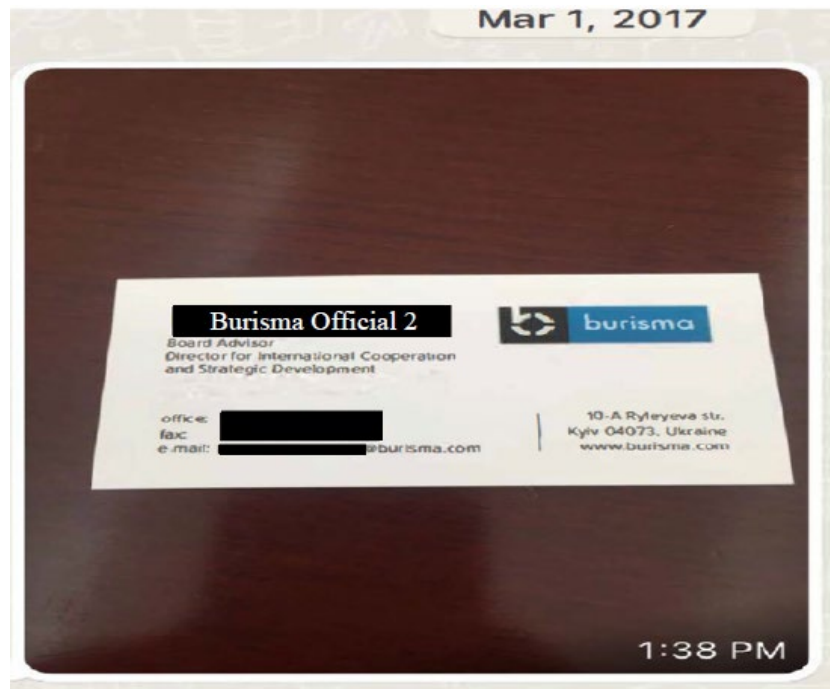 Mar 1, 2017
Burisma Official 2
burisma
Board Advisor
Director for International Cooperation
and Strategic Development
office:
fax:
e-mail: @burisma.com
10-A Ryleyeva str.
Kyiv 04073, Ukraine
www.burisma.com
1:38 PM